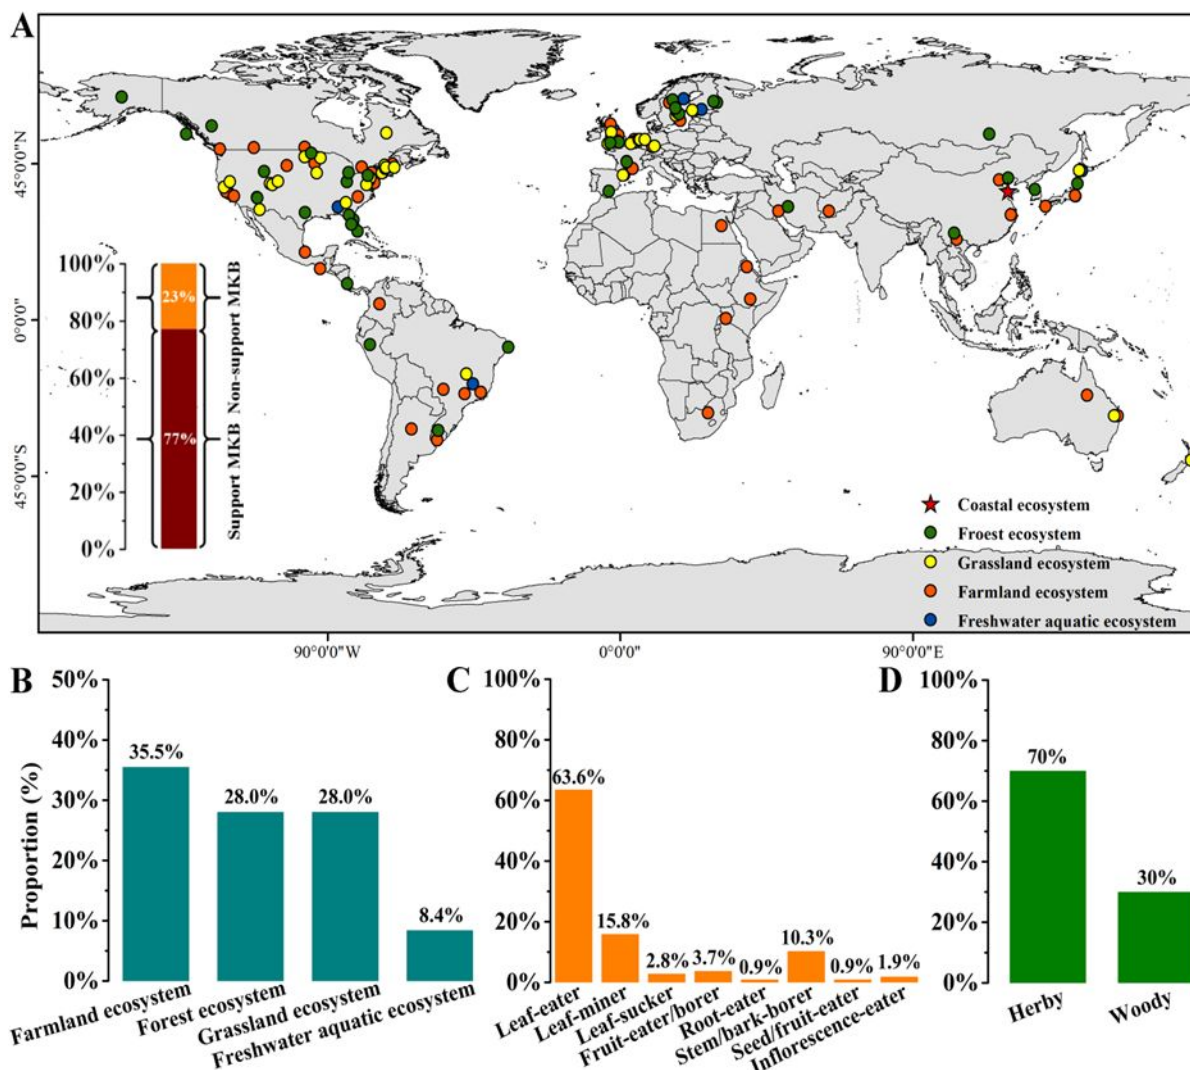 A
45°0'0"N
0°0'0"
45°0'0"S
100%
80%
60%
40%
20%
0%
23%
77%
Support MKB Non-support MKB
Coastal ecosystem
Froest ecosystem
Grassland ecosystem
Farmland ecosystem
Freshwater aquatic ecosystem
90°0'0"W
0°0'0"
90°0'0"E
B
Proportion (%)
50%
40%
30%
20%
10%
0%
35.5%
28.0%
28.0%
8.4%
Farmland ecosystem
Forest ecosystem
Grassland ecosystem
Freshwater aquatic ecosystem
C
100%
80%
60%
40%
20%
0%
63.6%
15.8%
2.8%
3.7%
0.9%
10.3%
0.9%
1.9%
Leaf-eater
Leaf-miner
Leaf-sucker
Fruit-eater/borer
Root-eater
Stem/bark-borer
Seed/fruit-eater
Inflorescence-eater
D
100%
80%
60%
40%
20%
0%
70%
30%
Herby
Woody